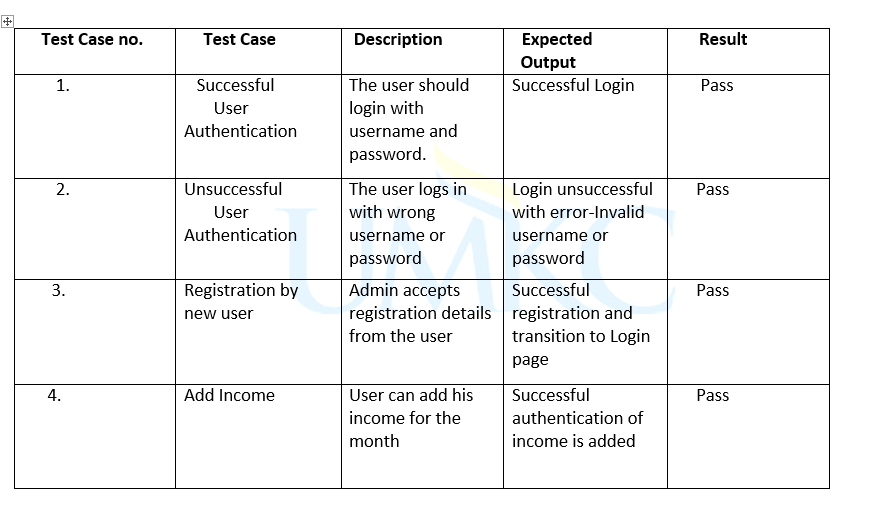 Test Case no. Test Case Description Expected Output Result
1. Successful User Authentication The user should login with username and password. Successful Login Pass
2. Unsuccessful User Authentication The user logs in with wrong username or password Login unsuccessful with error-Invalid username or password Pass
3. Registration by new user Admin accepts registration details from the user Successful registration and transition to Login page Pass
4. Add Income User can add his income for the month Successful authentication of income is added Pass
UMKC